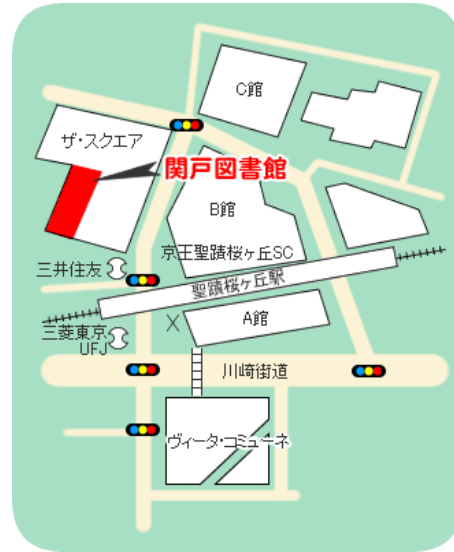 C館
ザ・スクエア
関戸図書館
B館
京王聖蹟桜ヶ丘SC
三井住友
聖蹟桜ヶ丘駅
三菱東京
UFJ
A館
川崎街道
ヴィータ・コミューネ